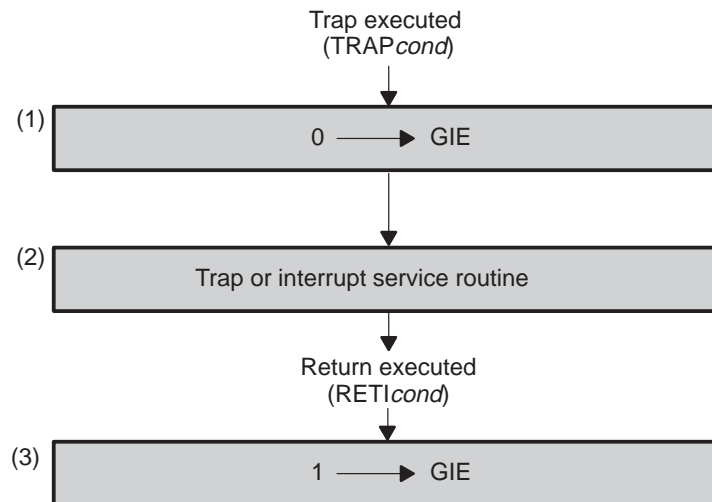 Trap executed
(TRAPcond)
(1)
0 GIE
(2)
Trap or interrupt service routine
Return executed
(RETIcond)
(3)
1 GIE